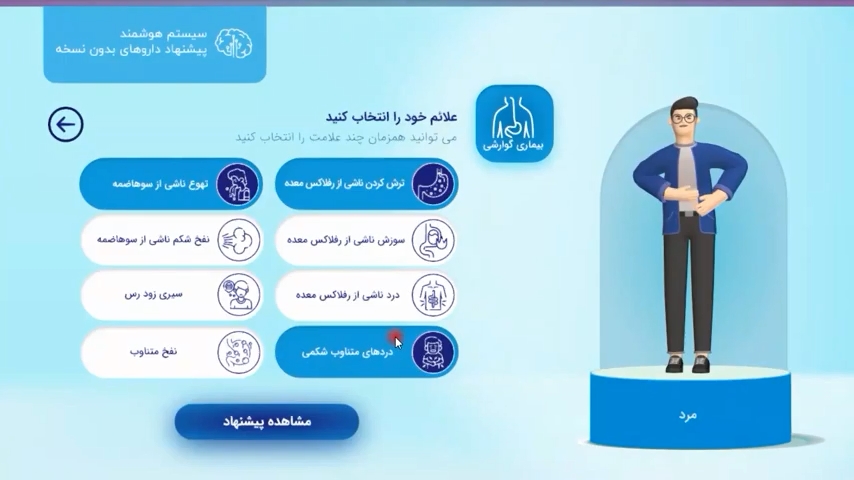 سیستم هوشمند
پیشنهاد داروهای بدون نسخه
علائم خود را انتخاب کنید
می توانید همزمان چند علامت را انتخاب کنید
بیماری گوارشی
ترش کردن ناشی از رفلاکس معده
تهوع ناشی از سوهاضمه
سوزش ناشی از رفلاکس معده
نفخ شکم ناشی از سوهاضمه
درد ناشی از رفلاکس معده
سیری زود رس
دردهای متناوب شکمی
نفخ متناوب
مشاهده پیشنهاد
مرد